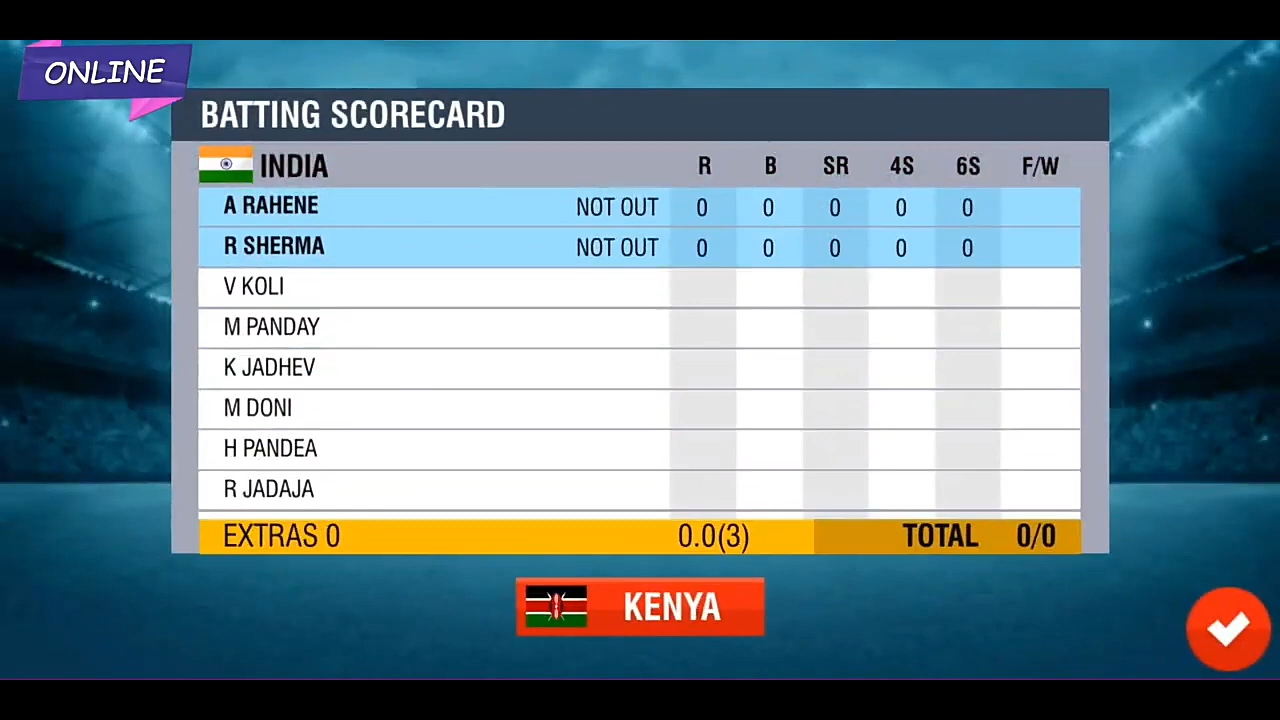 ONLINE
BATTING SCORECARD
INDIA R B SR 4S 6S F/W
A RAHENE NOT OUT 0 0 0 0 0
R SHERMA NOT OUT 0 0 0 0 0
V KOLI
M PANDAY
K JADHEV
M DONI
H PANDEA
R JADAJA
EXTRAS 0 0.0(3) TOTAL 0/0
KENYA